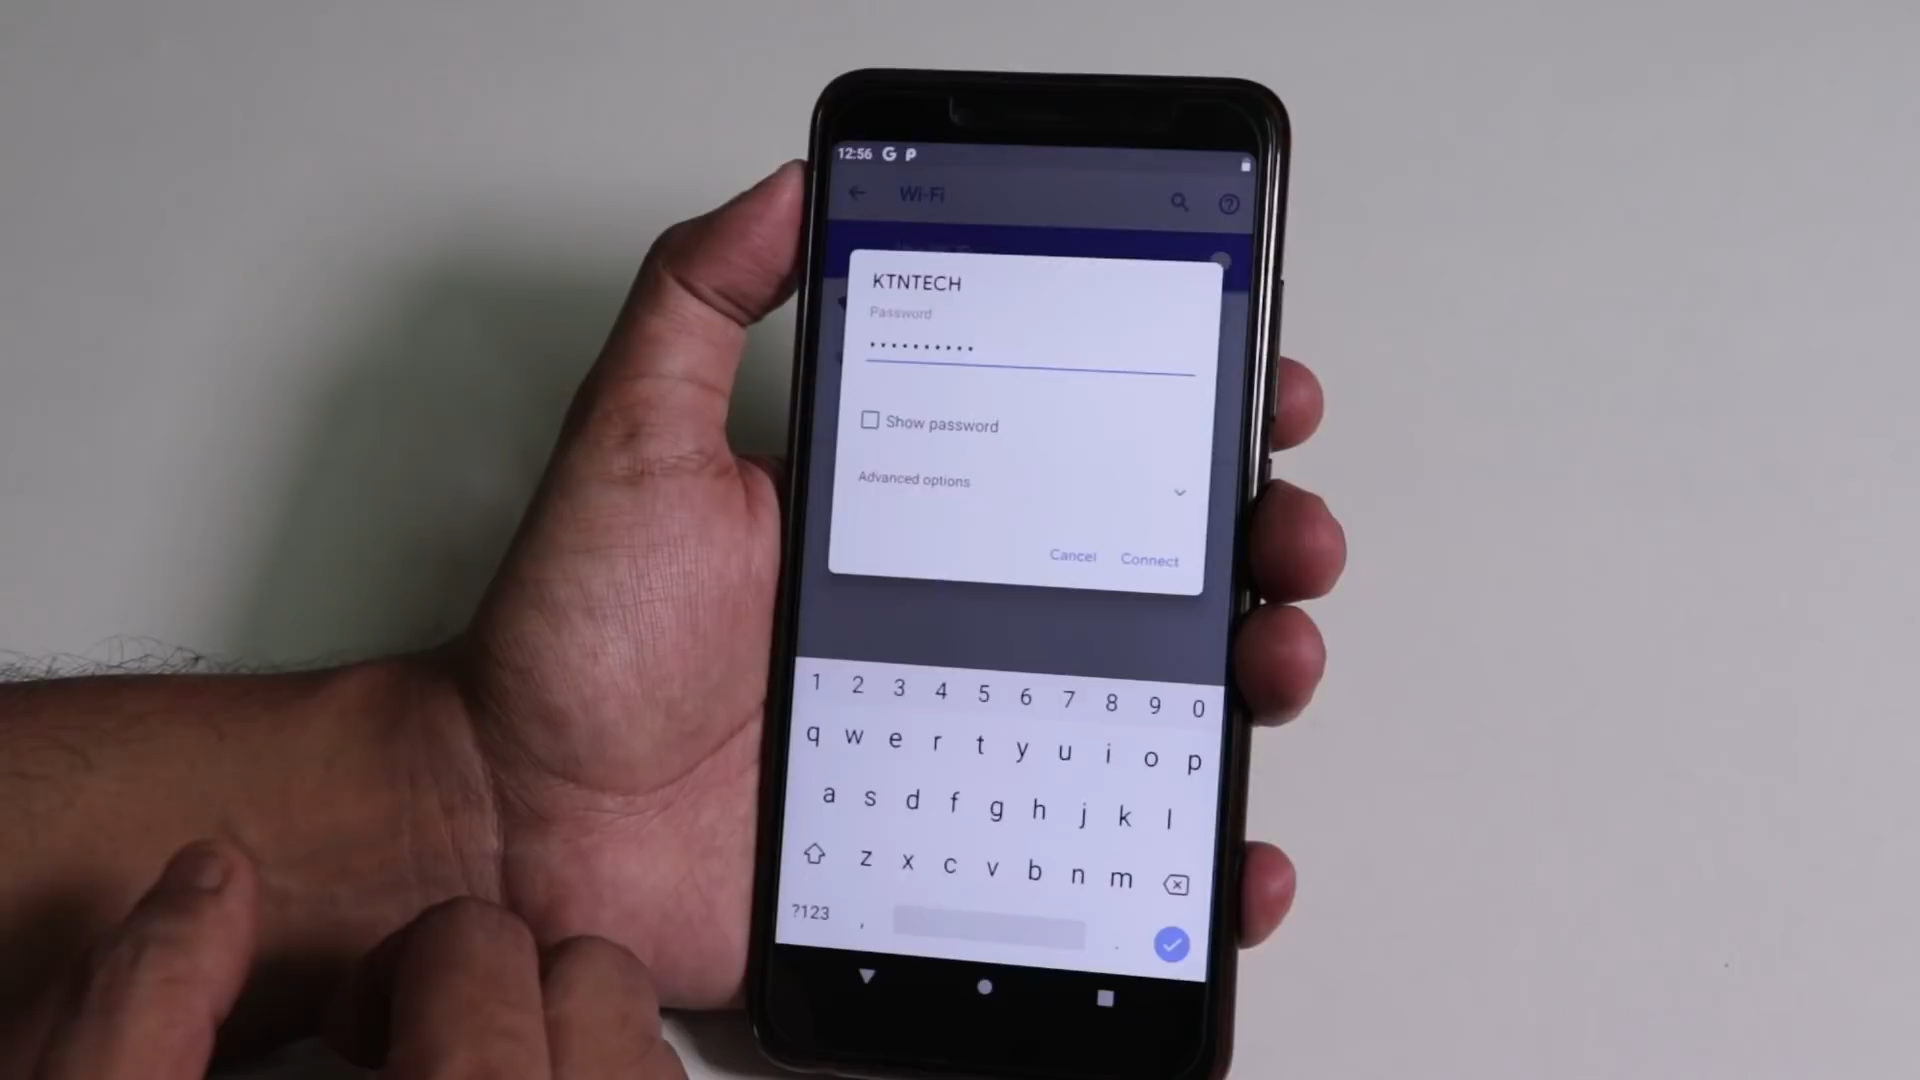 12:56 G P
Wi-Fi
KTNTECH
Password
••••••••••
Show password
Advanced options
Cancel Connect
1 2 3 4 5 6 7 8 9 0
q w e r t y u i o p
a s d f g h j k l
z x c v b n m
?123 , .